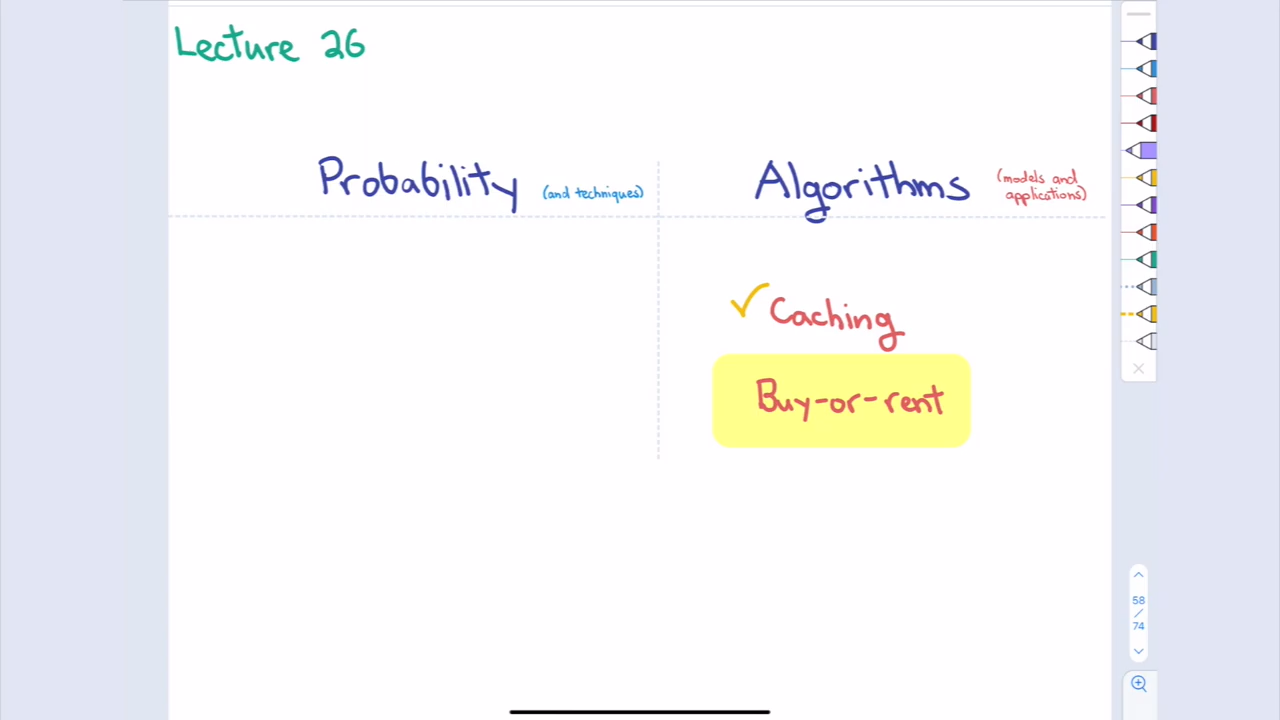 Lecture 26
Probability (and techniques)
Algorithms (models and
applications)
✓ Caching
Buy-or-rent
58
/
74